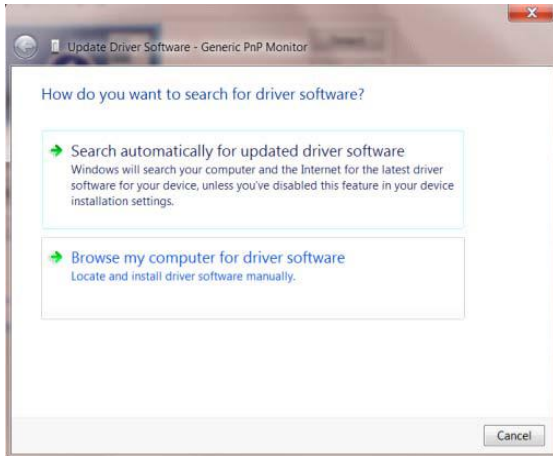 Update Driver Software - Generic PnP Monitor
How do you want to search for driver software?
Search automatically for updated driver software
Windows will search your computer and the Internet for the latest driver
software for your device, unless you've disabled this feature in your device
installation settings.
Browse my computer for driver software
Locate and install driver software manually.
Cancel